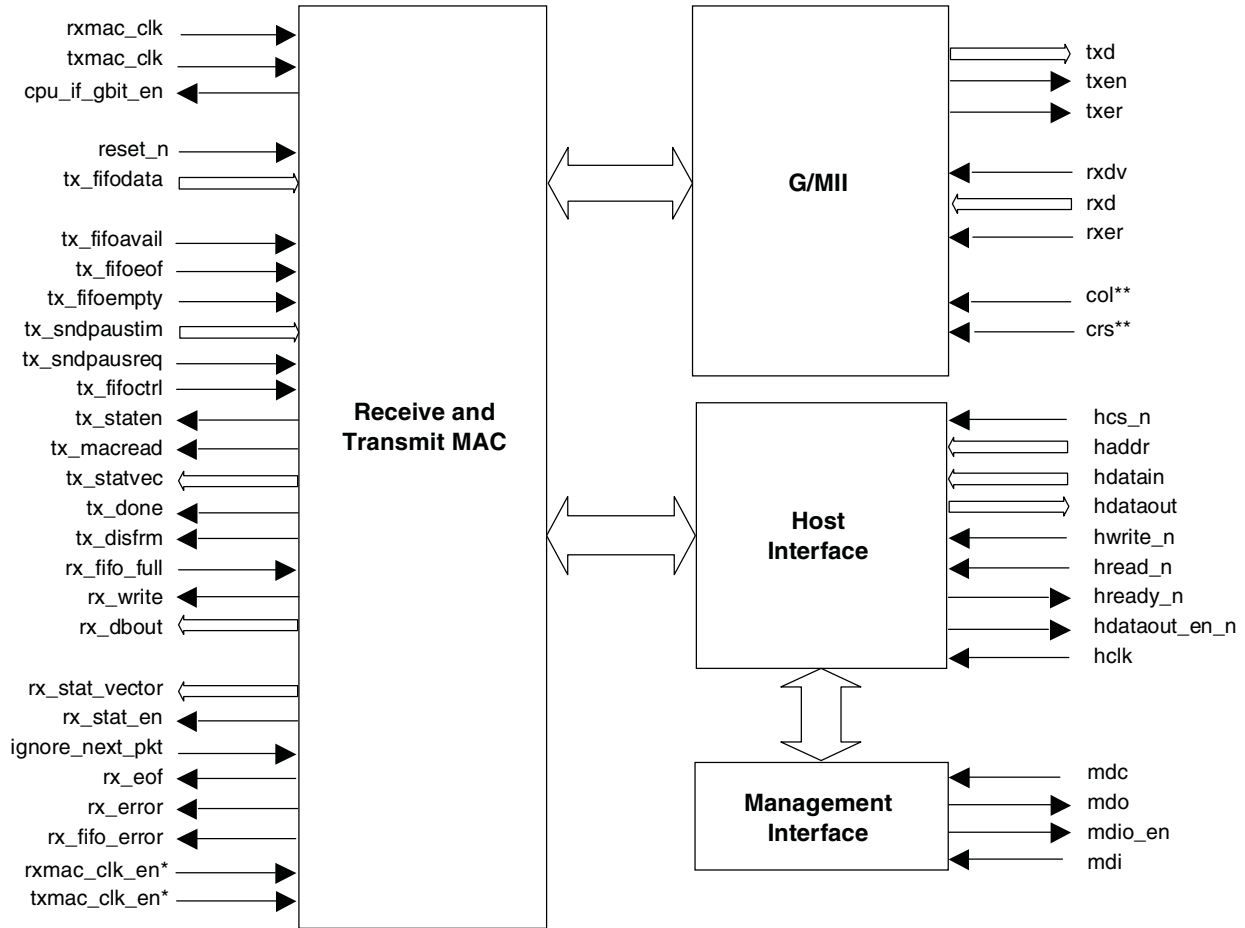 rxmac_clk
txmac_clk
cpu_if_gbit_en
reset_n
tx_fifodata
tx_fifoavail
tx_fifoeof
tx_fifoempty
tx_sndpaustim
tx_sndpausreq
tx_fifoctrl
tx_staten
tx_macread
tx_statvec
tx_done
tx_disfrm
rx_fifo_full
rx_write
rx_dbout
rx_stat_vector
rx_stat_en
ignore_next_pkt
rx_eof
rx_error
rx_fifo_error
rxmac_clk_en*
txmac_clk_en*
Receive and
Transmit MAC
G/MII
txd
txen
txer
rxdv
rxd
rxer
col**
crs**
Host
Interface
hcs_n
haddr
hdatain
hdataout
hwrite_n
hread_n
hready_n
hdataout_en_n
hclk
Management
Interface
mdc
mdo
mdio_en
mdi